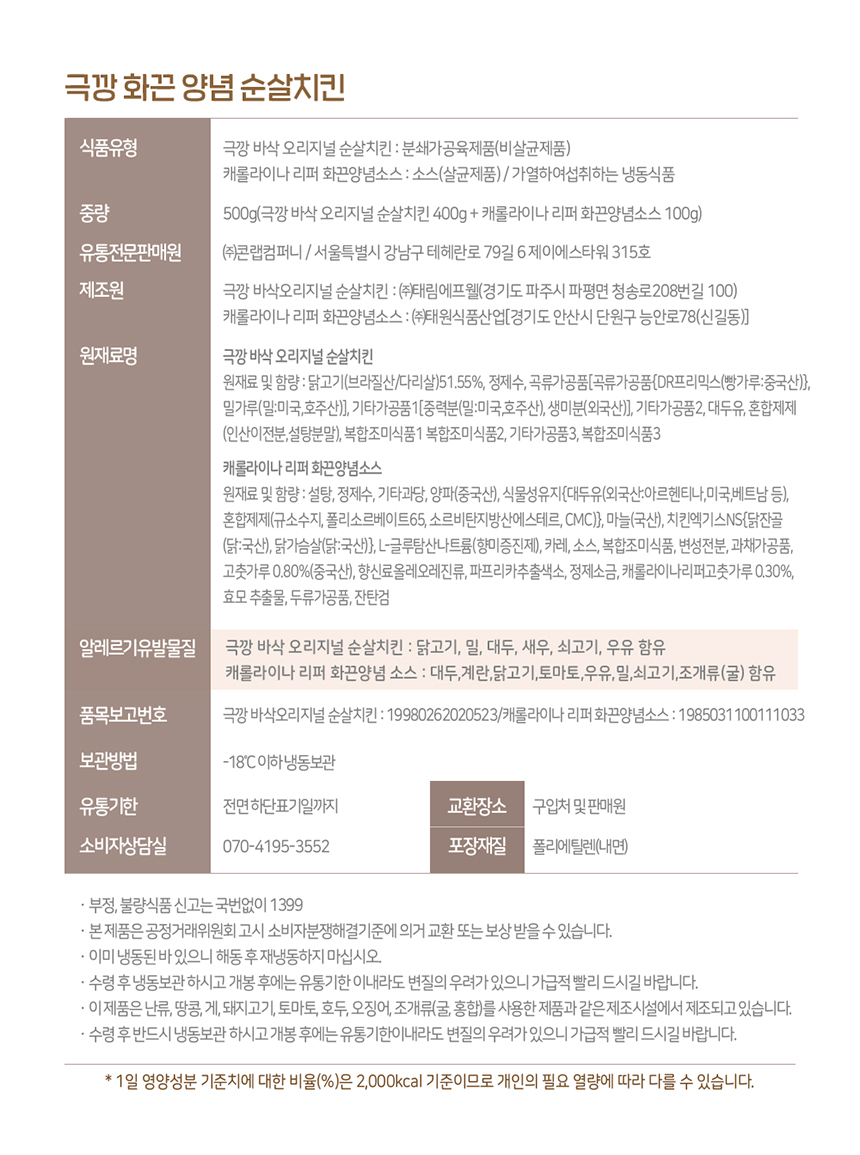 극깡 화끈 양념 순살치킨
식품유형
극깡 바삭 오리지널 순살치킨 : 분쇄가공육제품(비살균제품)
캐롤라이나 리퍼 화끈양념소스 : 소스(살균제품) / 가열하여섭취하는 냉동식품
중량
500g(극깡 바삭 오리지널 순살치킨 400g + 캐롤라이나 리퍼 화끈양념소스 100g)
유통전문판매원
㈜콘랩컴퍼니 / 서울특별시 강남구 테헤란로 79길 6 제이에스타워 315호
제조원
극깡 바삭오리지널 순살치킨 : ㈜태림에프웰(경기도 파주시 파평면 청송로208번길 100)
캐롤라이나 리퍼 화끈양념소스 : ㈜태원식품산업[경기도 안산시 단원구 능안로78(신길동)]
원재료명
극깡 바삭 오리지널 순살치킨
원재료 및 함량 : 닭고기(브라질산/다리살)51.55%, 정제수, 곡류가공품[곡류가공품{DR프리믹스(빵가루:중국산)},
밀가루(밀:미국,호주산)], 기타가공품1[중력분(밀:미국,호주산), 생미분(외국산)], 기타가공품2, 대두유, 혼합제제
(인산이전분,설탕분말), 복합조미식품1 복합조미식품2, 기타가공품3, 복합조미식품3
캐롤라이나 리퍼 화끈양념소스
원재료 및 함량 : 설탕, 정제수, 기타과당, 양파(중국산), 식물성유지{대두유(외국산:아르헨티나,미국,베트남 등),
혼합제제(규소수지, 폴리소르베이트65, 소르비탄지방산에스테르, CMC)}, 마늘(국산), 치킨엑기스NS{닭잔골
(닭:국산), 닭가슴살(닭:국산)}, L-글루탐산나트륨(향미증진제), 카레, 소스, 복합조미식품, 변성전분, 과채가공품,
고춧가루 0.80%(중국산), 향신료올레오레진류, 파프리카추출색소, 정제소금, 캐롤라이나리퍼고춧가루 0.30%,
효모 추출물, 두류가공품, 잔탄검
알레르기유발물질
극깡 바삭 오리지널 순살치킨 : 닭고기, 밀, 대두, 새우, 쇠고기, 우유 함유
캐롤라이나 리퍼 화끈양념 소스 : 대두,계란,닭고기,토마토,우유,밀,쇠고기,조개류(굴) 함유
품목보고번호
극깡 바삭오리지널 순살치킨 : 19980262020523/캐롤라이나 리퍼 화끈양념소스 : 1985031100111033
보관방법
-18℃ 이하 냉동보관
유통기한
전면 하단표기일까지
교환장소
구입처 및 판매원
소비자상담실
070-4195-3552
포장재질
폴리에틸렌(내면)
· 부정, 불량식품 신고는 국번없이 1399
· 본 제품은 공정거래위원회 고시 소비자분쟁해결기준에 의거 교환 또는 보상 받을 수 있습니다.
· 이미 냉동된 바 있으니 해동 후 재냉동하지 마십시오.
· 수령 후 냉동보관 하시고 개봉 후에는 유통기한 이내라도 변질의 우려가 있으니 가급적 빨리 드시길 바랍니다.
· 이 제품은 난류, 땅콩, 게, 돼지고기, 토마토, 호두, 오징어, 조개류(굴, 홍합)를 사용한 제품과 같은 제조시설에서 제조되고 있습니다.
· 수령 후 반드시 냉동보관 하시고 개봉 후에는 유통기한이내라도 변질의 우려가 있으니 가급적 빨리 드시길 바랍니다.
* 1일 영양성분 기준치에 대한 비율(%)은 2,000kcal 기준이므로 개인의 필요 열량에 따라 다를 수 있습니다.